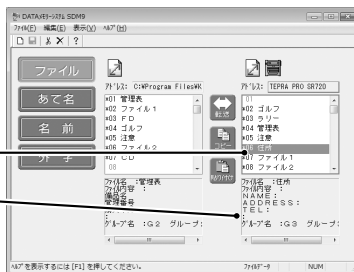 DATAメモリーシステム SDM9
ファイル(F) 編集(E) 表示(V) ヘルプ(H)
ファイル
あて名
名 前
外 字
アドレス: C:¥Program Files¥K
*01 管理表
*02 ファイル1
*03 FD
*04 ゴルフ
*05 注意
*06 ファイル2
*07 CD
08
ファイル名 :管理表
ファイル内容 :
備品名
管理番号
:
グループ名 :G2 グループ:
転送
コピー
アドレス: TEPRA PRO SR720
01
*02 ゴルフ
*03 ラリー
*04 管理表
*05 注意
*06 住所
*07 ファイル1
*08 ファイル2
ファイル名 :住所
ファイル内容 :
NAME:
ADDRESS:
TEL:
:
グループ名 :G3 グループ:
ヘルプを表示するには [F1] を押してください。
ファイルデータ
NUM